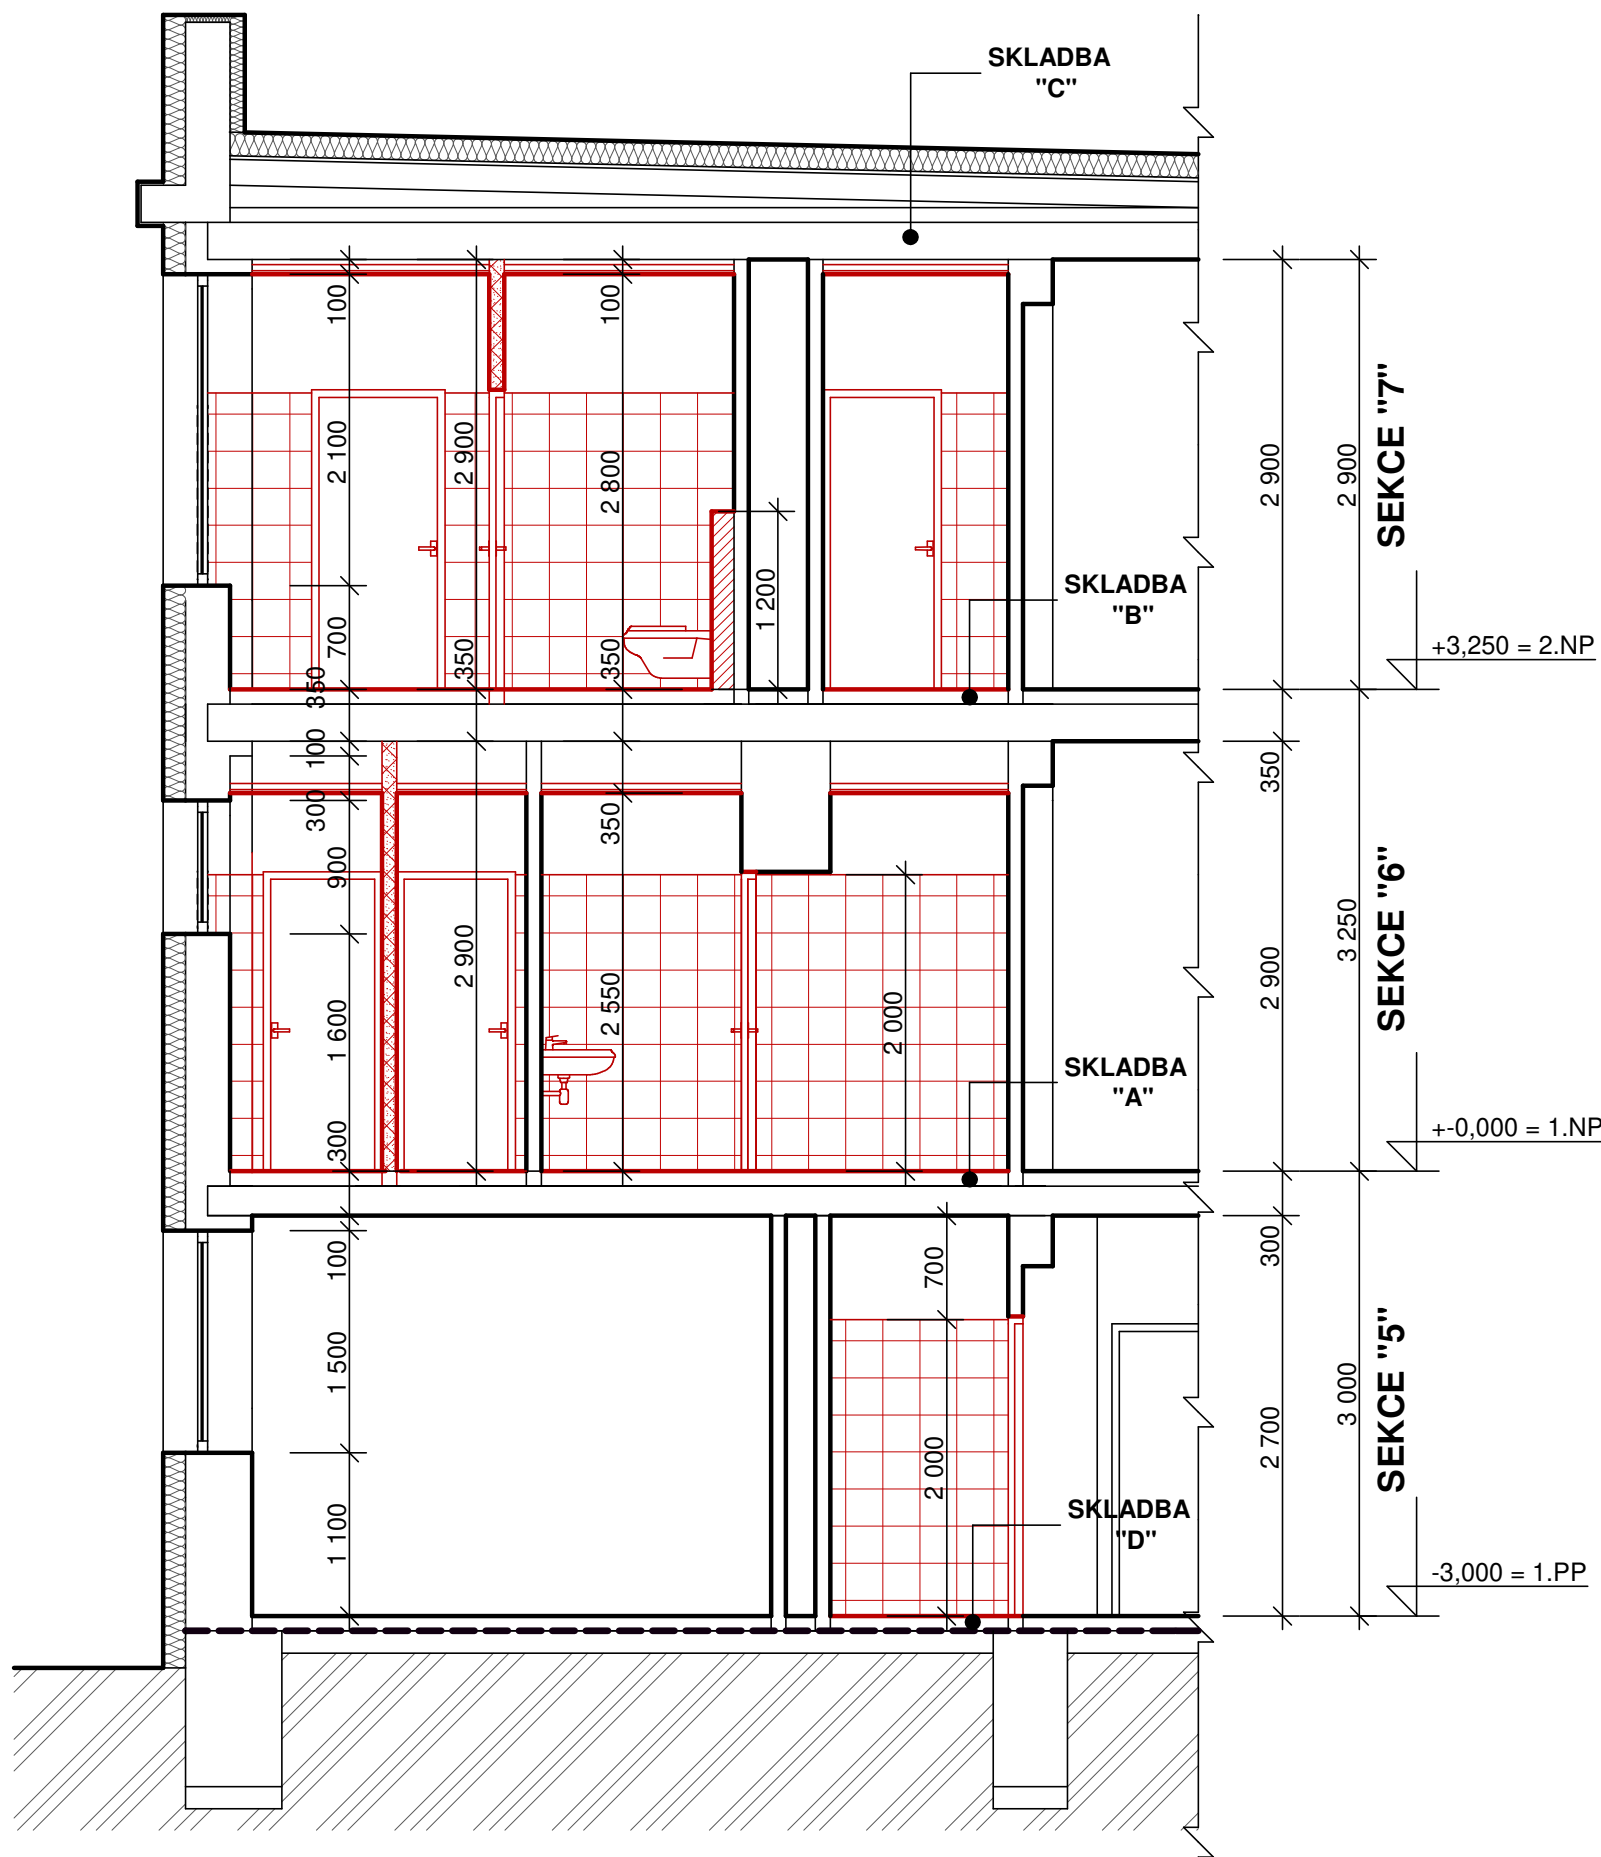 SKLADBA
"C"
100
100
2 100
2 900
2 800
2 900
2 900
SEKCE "7"
1 200
SKLADBA
"B"
700
350
350
350
+3,250 = 2.NP
100
300
350
350
900
2 900
2 550
2 000
2 900
3 250
SEKCE "6"
1 600
SKLADBA
"A"
300
+-0,000 = 1.NP
100
700
300
1 500
2 000
2 700
3 000
SEKCE "5"
1 100
SKLADBA
"D"
-3,000 = 1.PP